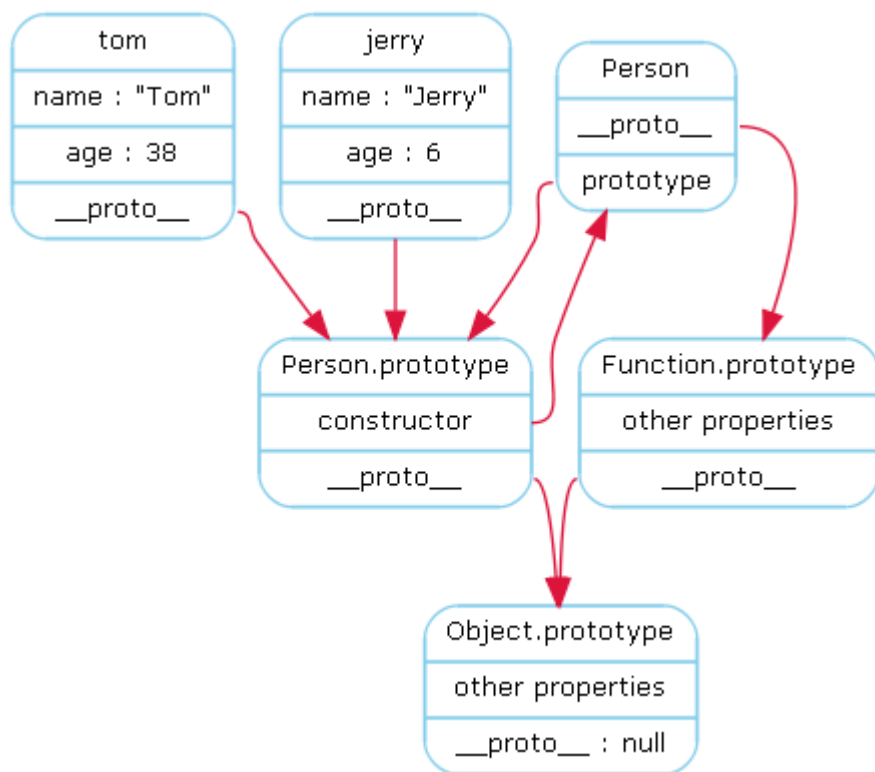 tom
name : "Tom"
age : 38
__proto__
jerry
name : "Jerry"
age : 6
__proto__
Person
__proto__
prototype
Person.prototype
constructor
__proto__
Function.prototype
other properties
__proto__
Object.prototype
other properties
__proto__ : null